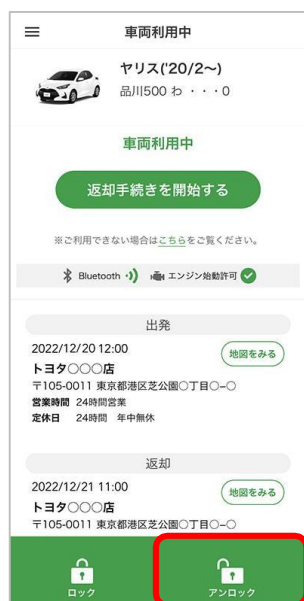 車両利用中
ヤリス('20/2〜)
品川500 わ ・・・0
車両利用中
返却手続きを開始する
※ご利用できない場合はこちらをご覧ください。
Bluetooth エンジン始動許可
出発
2022/12/20 12:00
地図をみる
トヨタ〇〇〇店
〒105-0011 東京都港区芝公園〇丁目〇−〇
営業時間 24時間営業
定休日 24時間 年中無休
返却
2022/12/21 11:00
地図をみる
トヨタ〇〇〇店
〒105-0011 東京都港区芝公園〇丁目〇−〇
ロック アンロック